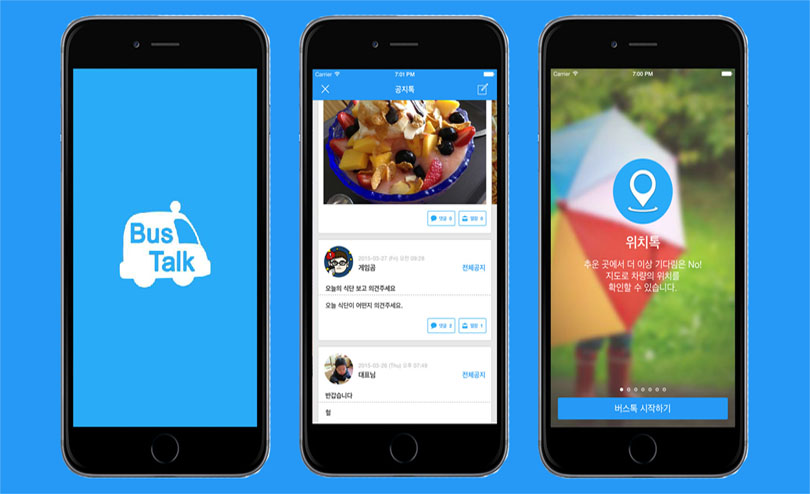 Bus
Talk
Carrier
7:01 PM
공지톡
댓글 0
읽음 4
2015-03-27 (Fri) 오전 09:28
게임곰
전체공지
오늘의 식단 보고 의견주세요
오늘 식단이 어떤지 의견주세요.
댓글 2
읽음 1
2015-03-26 (Thu) 오후 07:49
대표님
전체공지
반갑습니다
헐
Carrier
7:00 PM
위치톡
추운 곳에서 더 이상 기다림은 No!
지도로 차량의 위치를
확인할 수 있습니다.
버스톡 시작하기